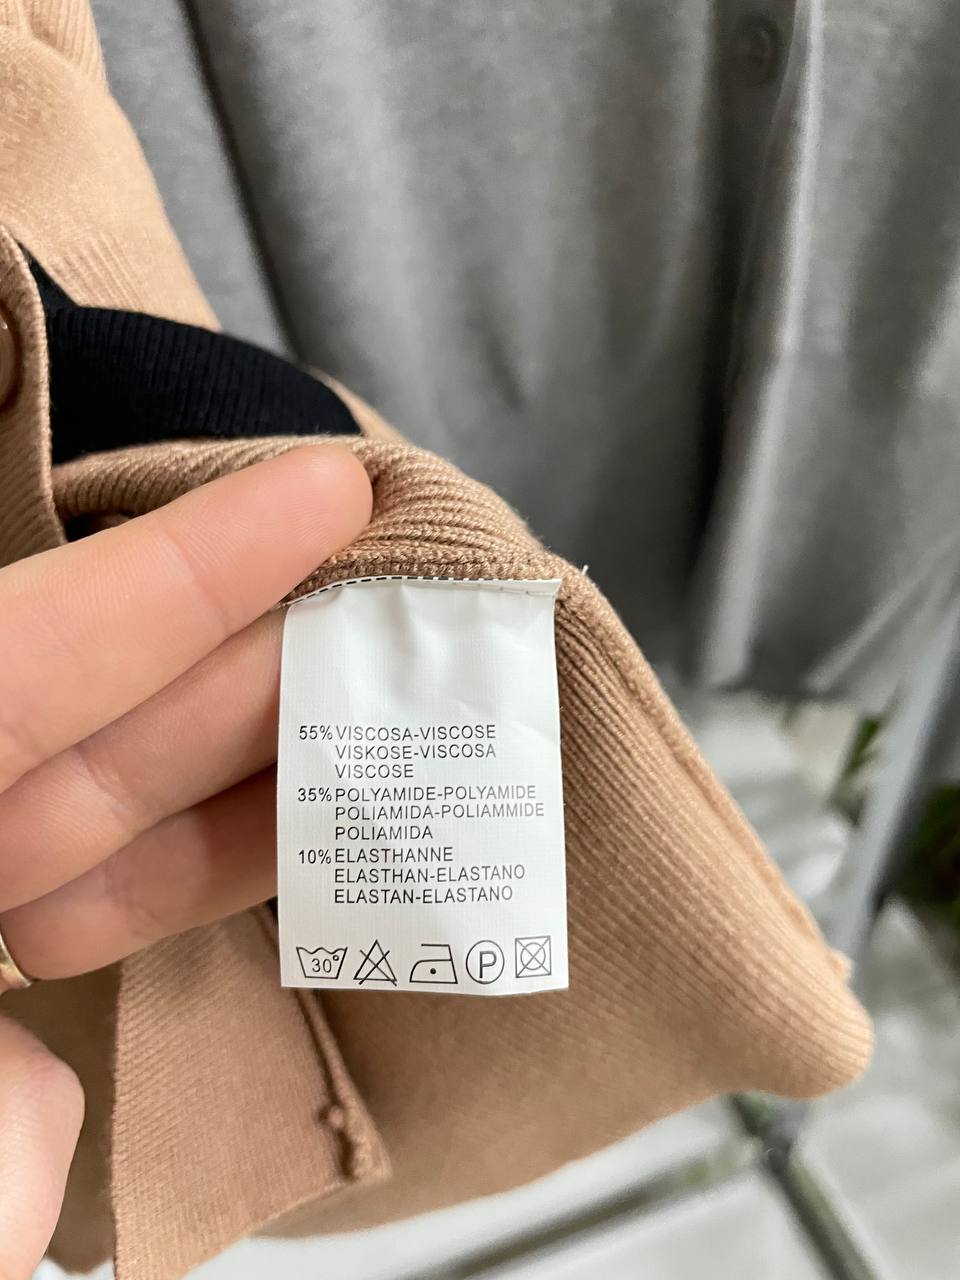 55% VISCOSA-VISCOSE
VISKOSE-VISCOSA
VISCOSE
35% POLYAMIDE-POLYAMIDE
POLIAMIDA-POLIAMMIDE
POLIAMIDA
10% ELASTHANNE
ELASTHAN-ELASTANO
ELASTAN-ELASTANO
30° P